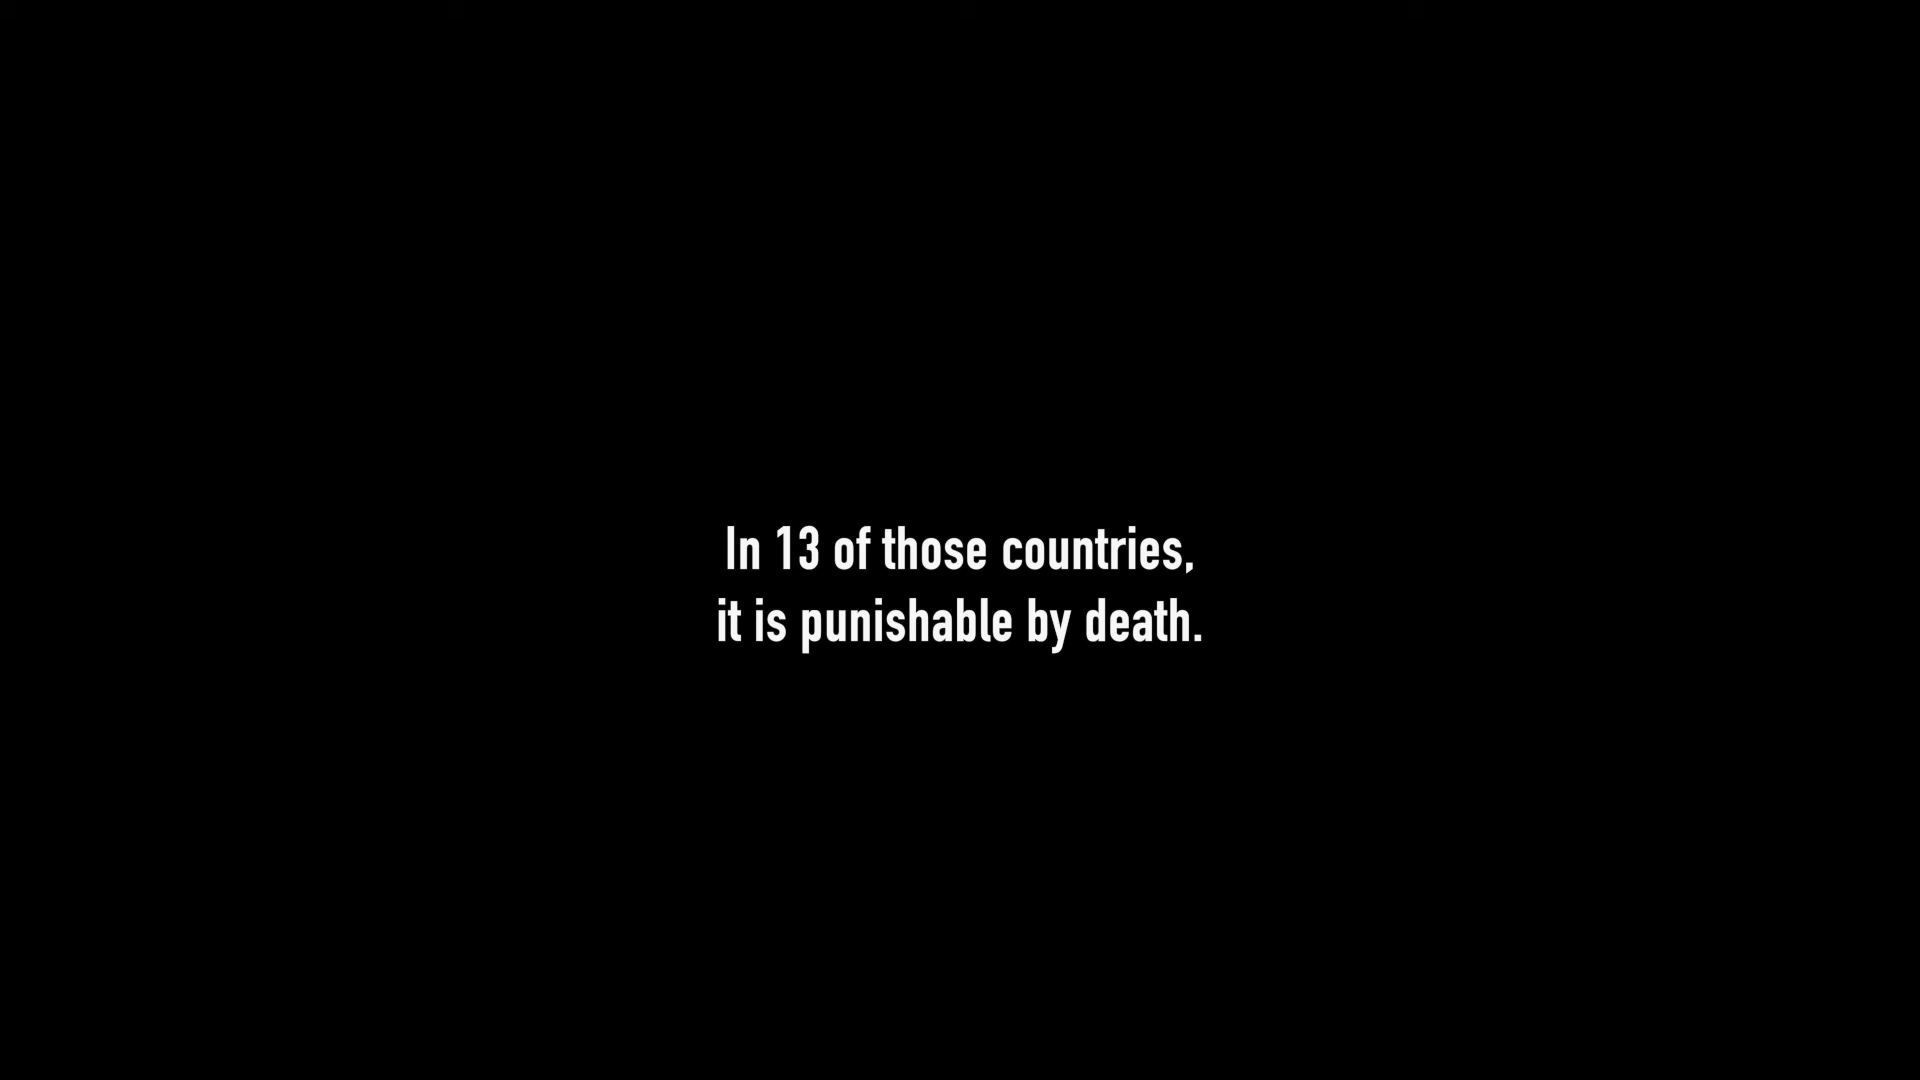 In 13 of those countries,
it is punishable by death.